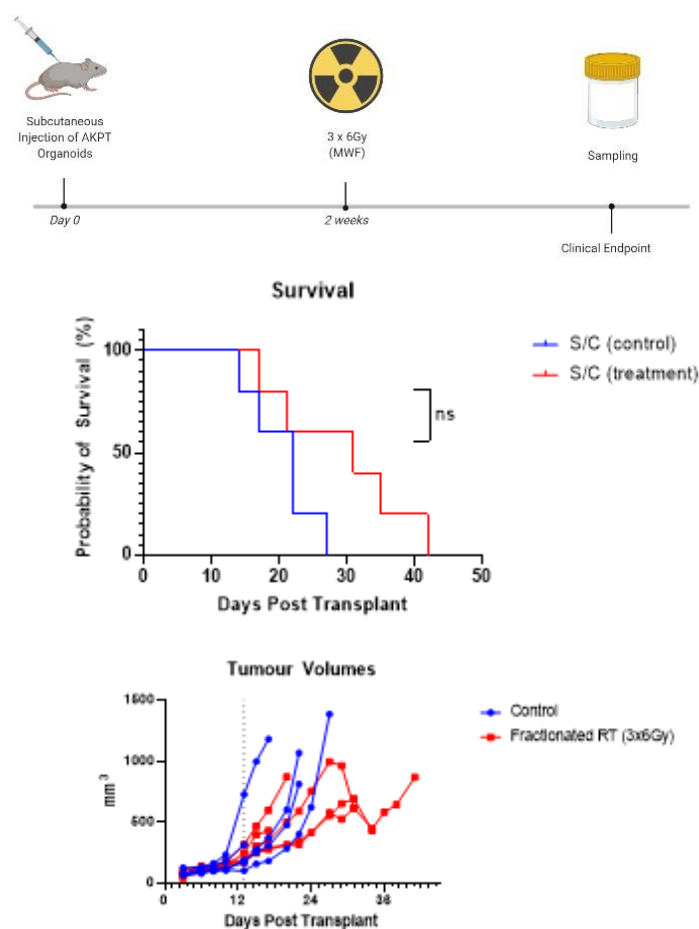 Subcutaneous
Injection of AKPT
Organoids
3 x 6Gy
(MWF)
Sampling
Day 0
2 weeks
Clinical Endpoint
Survival
Probability of Survival (%)
100
50
0
0 10 20 30 40 50
Days Post Transplant
S/C (control)
S/C (treatment)
ns
Tumour Volumes
mm3
1500
1000
500
0
0 12 24 36
Days Post Transplant
Control
Fractionated RT (3x6Gy)